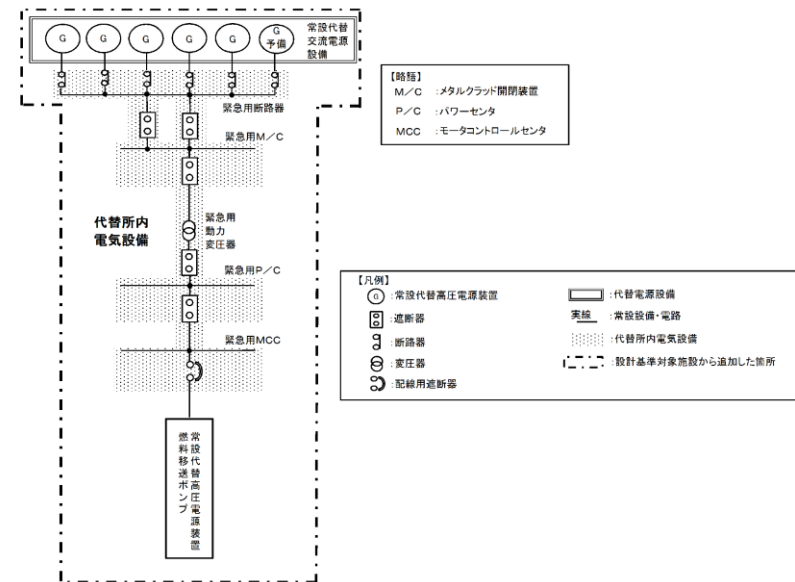 G G G G G G
予備
常設代替
交流電源
設備
緊急用断路器
緊急用M／C
代替所内
電気設備
緊急用
動力
変圧器
緊急用P／C
緊急用MCC
常設代替高圧電源装置
燃料移送ポンプ
【略語】
M／C ：メタルクラッド開閉装置
P／C ：パワーセンタ
MCC ：モータコントロールセンタ
【凡例】
G ：常設代替高圧電源装置
：遮断器
：断路器
：変圧器
：配線用遮断器
：代替電源設備
実線 ：常設設備・電路
：代替所内電気設備
：設計基準対象施設から追加した箇所